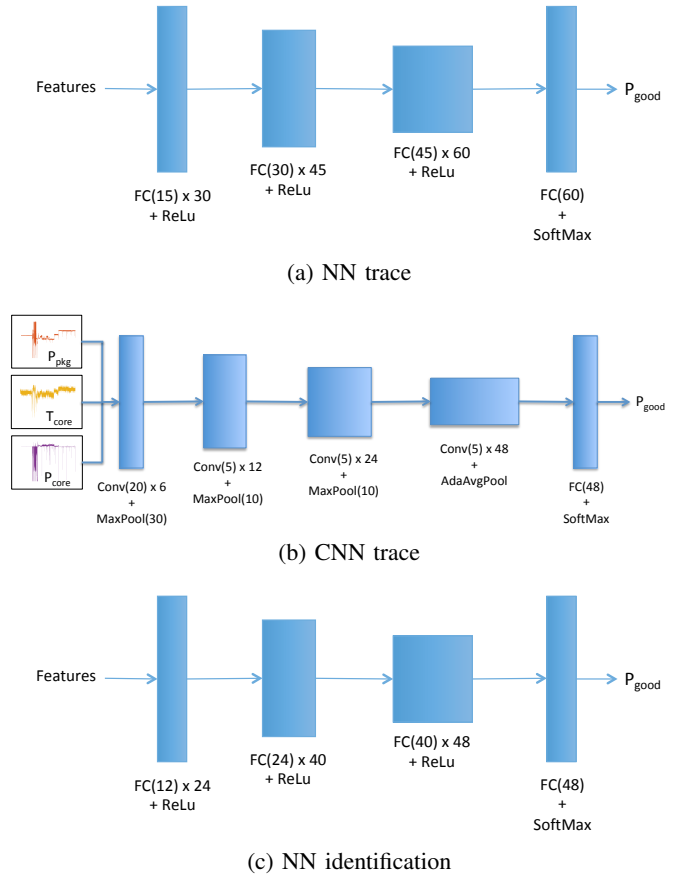 Features
P_good
FC(15) x 30
+ ReLu
FC(30) x 45
+ ReLu
FC(45) x 60
+ ReLu
FC(60)
+
SoftMax
(a) NN trace
P_pkg
T_core
P_core
P_good
Conv(20) x 6
+
MaxPool(30)
Conv(5) x 12
+
MaxPool(10)
Conv(5) x 24
+
MaxPool(10)
Conv(5) x 48
+
AdaAvgPool
FC(48)
+
SoftMax
(b) CNN trace
Features
P_good
FC(12) x 24
+ ReLu
FC(24) x 40
+ ReLu
FC(40) x 48
+ ReLu
FC(48)
+
SoftMax
(c) NN identification